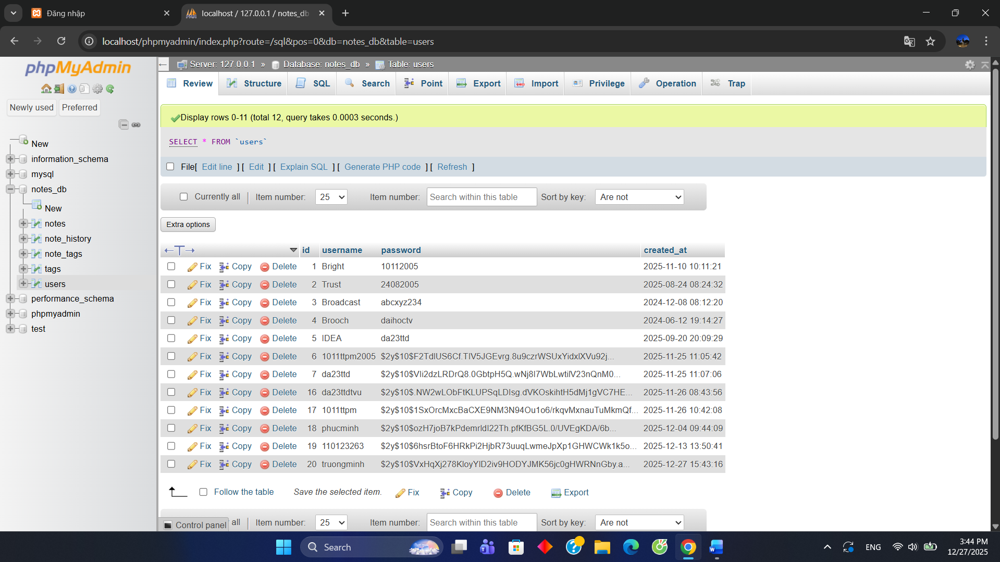 Đăng nhập
localhost / 127.0.0.1 / notes_db
localhost/phpmyadmin/index.php?route=/sql&pos=0&db=notes_db&table=users
phpMyAdmin
Newly used Preferred
New
information_schema
mysql
notes_db
New
notes
note_history
note_tags
tags
users
performance_schema
phpmyadmin
test
Server: 127.0.0.1 » Database: notes_db » Table: users
Review Structure SQL Search Point Export Import Privilege Operation Trap
Display rows 0-11 (total 12, query takes 0.0003 seconds.)
SELECT * FROM `users`
File[ Edit line ] [ Edit ] [ Explain SQL ] [ Generate PHP code ] [ Refresh ]
Currently all Item number: 25 Item number: Search within this table Sort by key: Are not
Extra options
id username password created_at
Fix Copy Delete 1 Bright 10112005 2025-11-10 10:11:21
Fix Copy Delete 2 Trust 24082005 2025-08-24 08:24:32
Fix Copy Delete 3 Broadcast abcxyz234 2024-12-08 08:12:20
Fix Copy Delete 4 Brooch daihoctv 2024-06-12 19:14:27
Fix Copy Delete 5 IDEA da23ttd 2025-09-20 20:09:29
Fix Copy Delete 6 1011ttpm2005 $2y$10$F2TdlUS6Cf.TlV5JGEvrg.8u9czrWSUxYidxlXVu92j... 2025-11-25 11:05:42
Fix Copy Delete 7 da23ttd $2y$10$Vli2dzLRDrQ8.0GbtpH5Q.wNj8I7WbLwtilV23nQnM0... 2025-11-25 11:07:06
Fix Copy Delete 16 da23ttdtvu $2y$10$.NW2wLObFtKLUPSqLDIsg.dVKOskihtH5dMj1gVC7HE... 2025-11-26 08:43:56
Fix Copy Delete 17 1011ttpm $2y$10$1SxOrcMxcBaCXE9NM3N94Ou1o6/rkqvMxnauTuMkmQf... 2025-11-26 10:42:08
Fix Copy Delete 18 phucminh $2y$10$ozH7joB7kPdemrldI22Th.pfKfBG5L.0/UVEgKDA/6b... 2025-12-04 09:44:09
Fix Copy Delete 19 110123263 $2y$10$6hsrBtoF6HRkPi2HjbR73uuqLwmeJpXp1GHWCWk1k5o... 2025-12-13 13:50:41
Fix Copy Delete 20 truongminh $2y$10$VxHqXj278KloyYlD2iv9HODYJMK56jc0gHWRNnGby.a... 2025-12-27 15:43:16
Follow the table Save the selected item. Fix Copy Delete Export
Control panel all Item number: 25 Item number: Search within this table Sort by key: Are not
Search
ENG
3:44 PM
12/27/2025